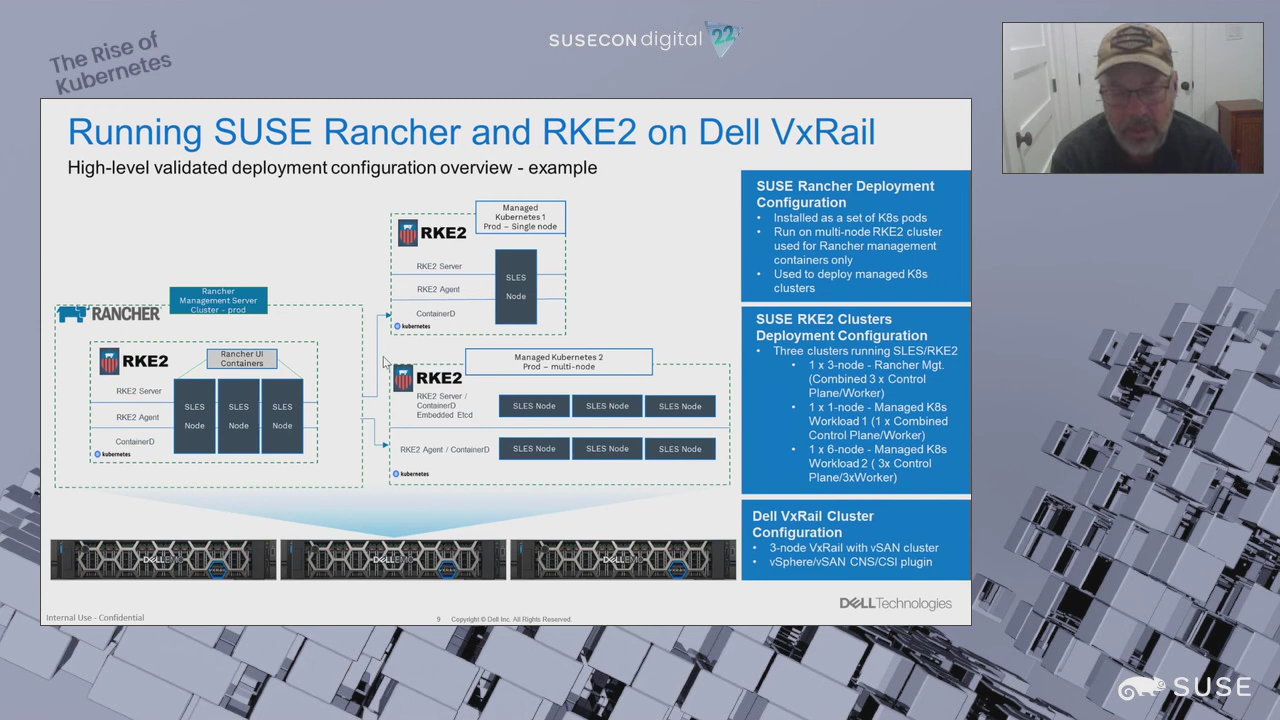 The Rise of
Kubernetes
SUSECON digital 22
Running SUSE Rancher and RKE2 on Dell VxRail
High-level validated deployment configuration overview - example
Managed
Kubernetes 1
Prod – Single node
RKE2
RKE2 Server
RKE2 Agent
ContainerD
SLES
Node
kubernetes
Rancher
Management Server
Cluster - prod
RANCHER
RKE2
Rancher UI
Containers
RKE2 Server
RKE2 Agent
ContainerD
SLES
Node
SLES
Node
SLES
Node
kubernetes
Managed Kubernetes 2
Prod – multi-node
RKE2
RKE2 Server /
ContainerD
Embedded Etcd
SLES Node
SLES Node
SLES Node
RKE2 Agent / ContainerD
SLES Node
SLES Node
SLES Node
kubernetes
DELLEMC
DELLEMC
DELLEMC
SUSE Rancher Deployment
Configuration
• Installed as a set of K8s pods
• Run on multi-node RKE2 cluster
used for Rancher management
containers only
• Used to deploy managed K8s
clusters
SUSE RKE2 Clusters
Deployment Configuration
• Three clusters running SLES/RKE2
• 1 x 3-node - Rancher Mgt.
(Combined 3 x Control
Plane/Worker)
• 1 x 1-node - Managed K8s
Workload 1 (1 x Combined
Control Plane/Worker)
• 1 x 6-node - Managed K8s
Workload 2 ( 3x Control
Plane/3xWorker)
Dell VxRail Cluster
Configuration
• 3-node VxRail with vSAN cluster
• vSphere/vSAN CNS/CSI plugin
DELLTechnologies
Internal Use - Confidential
9 Copyright © Dell Inc. All Rights Reserved.
SUSE